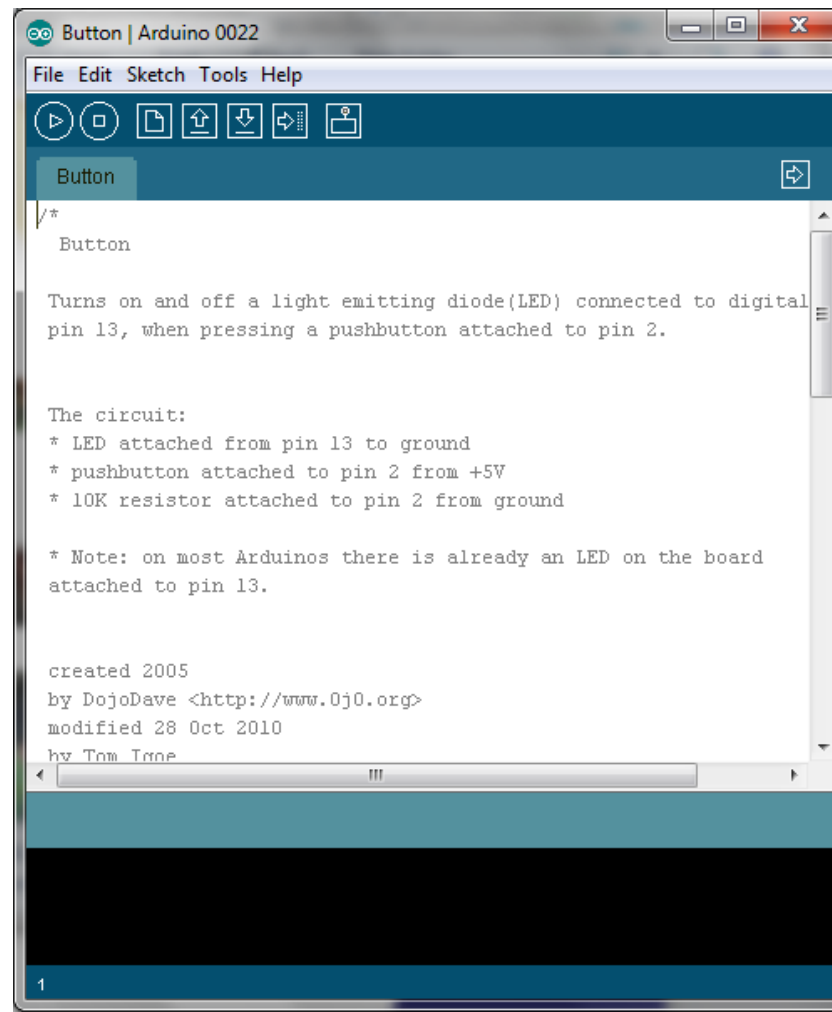 Button | Arduino 0022
File Edit Sketch Tools Help
Button
/*
Button
Turns on and off a light emitting diode(LED) connected to digital
pin 13, when pressing a pushbutton attached to pin 2.
The circuit:
* LED attached from pin 13 to ground
* pushbutton attached to pin 2 from +5V
* 10K resistor attached to pin 2 from ground
* Note: on most Arduinos there is already an LED on the board
attached to pin 13.
created 2005
by DojoDave <http://www.0j0.org>
modified 28 Oct 2010
by Tom Igoe
1